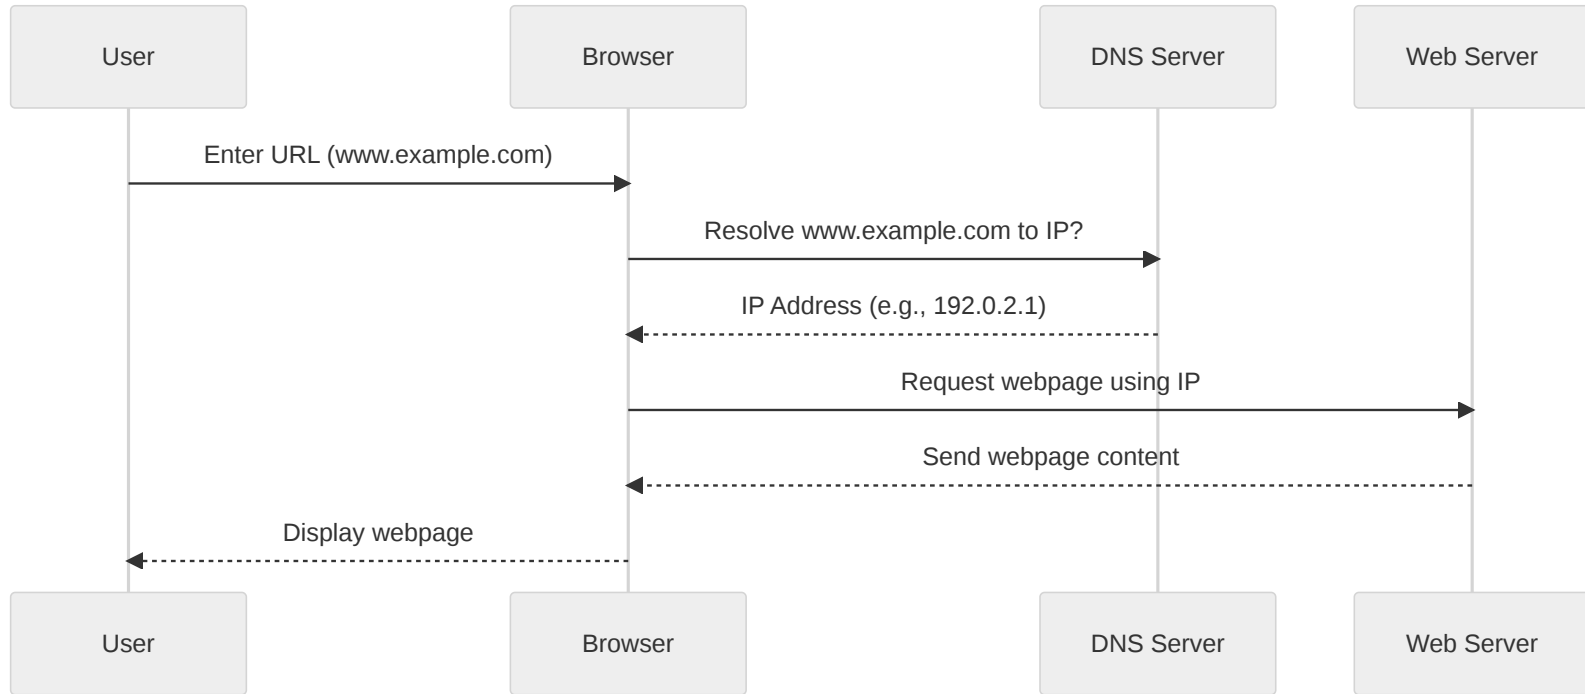 User
Browser
DNS Server
Web Server
Enter URL (www.example.com)
Resolve www.example.com to IP?
IP Address (e.g., 192.0.2.1)
Request webpage using IP
Send webpage content
Display webpage
User
Browser
DNS Server
Web Server